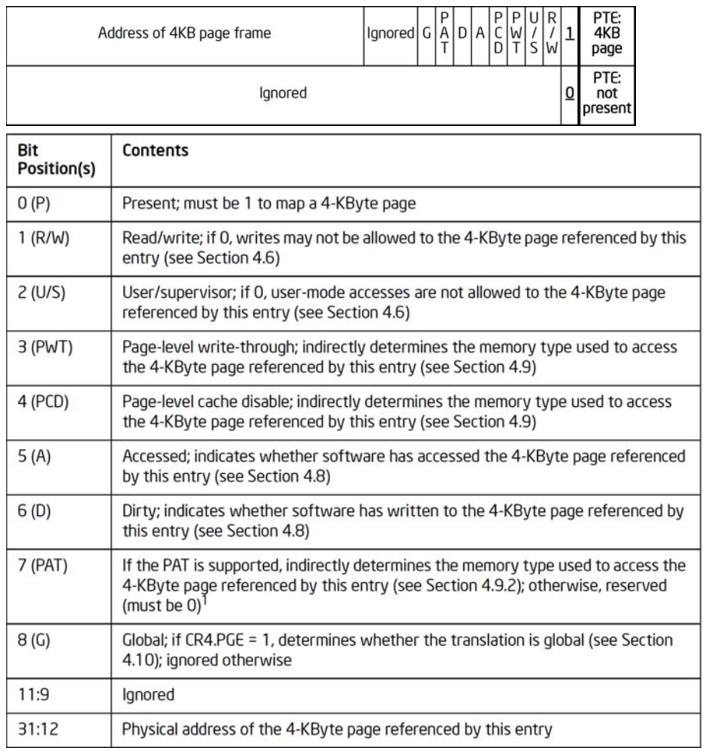 Address of 4KB page frame Ignored G PAT D A PCD PWT U/S R/W 1 PTE: 4KB page
Ignored 0 PTE: not present
Bit Position(s) Contents
0 (P) Present; must be 1 to map a 4-KByte page
1 (R/W) Read/write; if 0, writes may not be allowed to the 4-KByte page referenced by this
entry (see Section 4.6)
2 (U/S) User/supervisor; if 0, user-mode accesses are not allowed to the 4-KByte page
referenced by this entry (see Section 4.6)
3 (PWT) Page-level write-through; indirectly determines the memory type used to access
the 4-KByte page referenced by this entry (see Section 4.9)
4 (PCD) Page-level cache disable; indirectly determines the memory type used to access
the 4-KByte page referenced by this entry (see Section 4.9)
5 (A) Accessed; indicates whether software has accessed the 4-KByte page referenced
by this entry (see Section 4.8)
6 (D) Dirty; indicates whether software has written to the 4-KByte page referenced by
this entry (see Section 4.8)
7 (PAT) If the PAT is supported, indirectly determines the memory type used to access the
4-KByte page referenced by this entry (see Section 4.9.2); otherwise, reserved
(must be 0)1
8 (G) Global; if CR4.PGE = 1, determines whether the translation is global (see Section
4.10); ignored otherwise
11:9 Ignored
31:12 Physical address of the 4-KByte page referenced by this entry